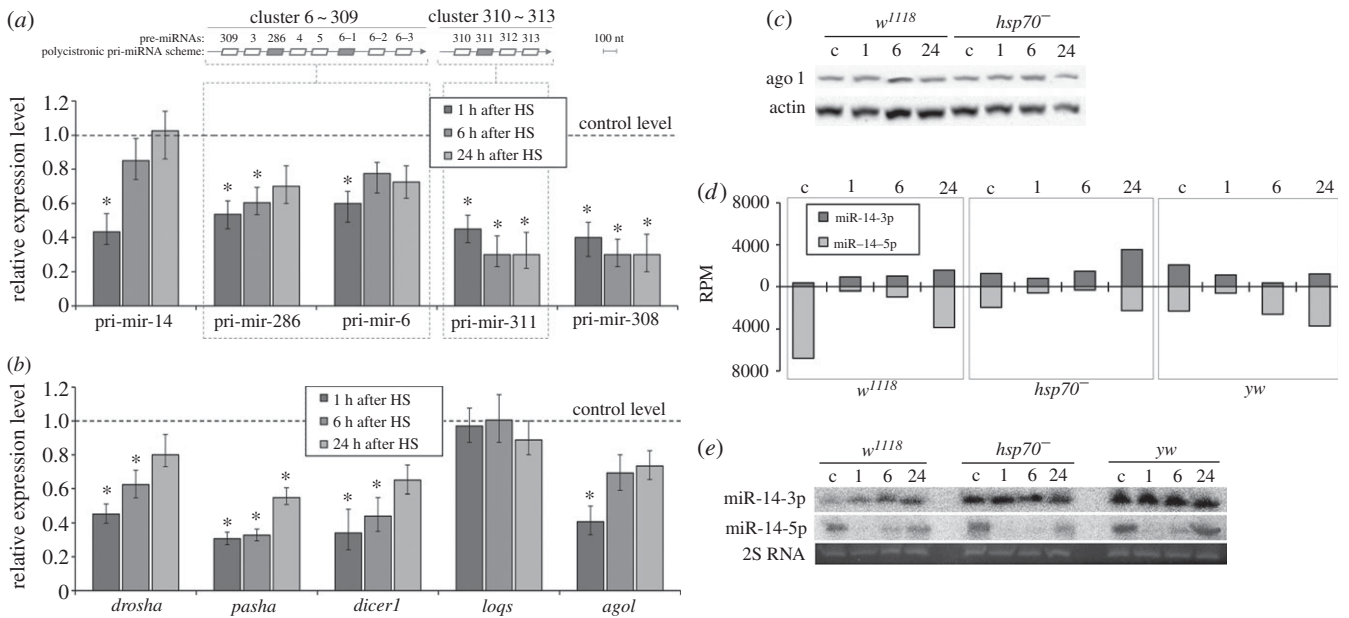 (a)
cluster 6 ~ 309
cluster 310 ~ 313
pre-miRNAs: 309 3 286 4 5 6–1 6–2 6–3 310 311 312 313 100 nt
polycistronic pri-miRNA scheme:
relative expression level
1.2
1.0
0.8
0.6
0.4
0.2
0
1 h after HS
6 h after HS
24 h after HS
control level
* * * * * * * * * *
pri-mir-14 pri-mir-286 pri-mir-6 pri-mir-311 pri-mir-308
(b)
relative expression level
1.2
1.0
0.8
0.6
0.4
0.2
0
1 h after HS
6 h after HS
24 h after HS
control level
* * * * * * * *
drosha pasha dicer1 loqs agol
(c)
w1118 hsp70–
c 1 6 24 c 1 6 24
ago 1
actin
(d)
c 1 6 24 c 1 6 24 c 1 6 24
RPM
8000
4000
0
4000
8000
miR-14-3p
miR–14–5p
w1118 hsp70– yw
(e)
w1118 hsp70– yw
c 1 6 24 c 1 6 24 c 1 6 24
miR-14-3p
miR-14-5p
2S RNA